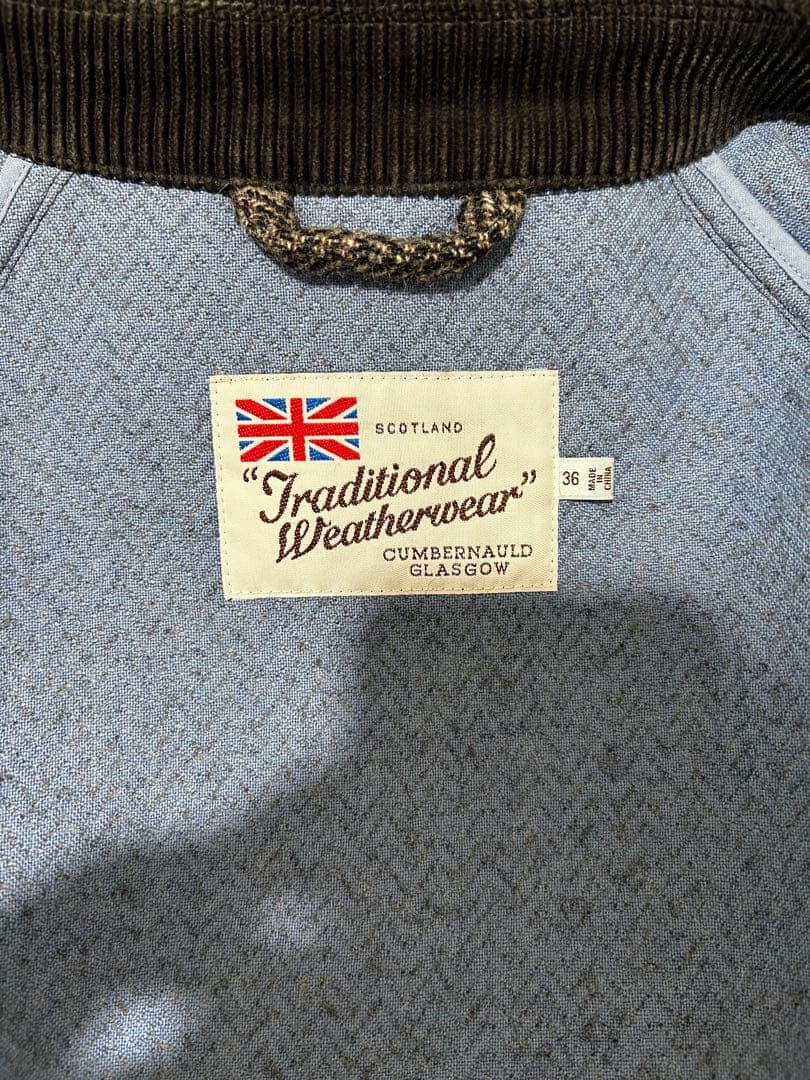 SCOTLAND
"Traditional
Weatherwear"
CUMBERNAULD
GLASGOW
36
MADE
IN
CHINA